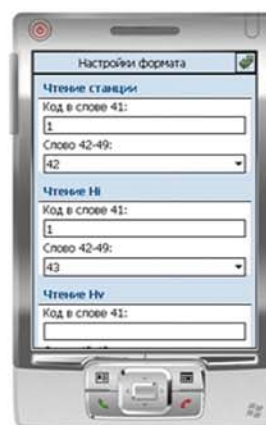 Настройки формата
Чтение станции
Код в слове 41:
1
Слово 42-49:
42
Чтение Hi
Код в слове 41:
1
Слово 42-49:
43
Чтение Hv
Код в слове 41: